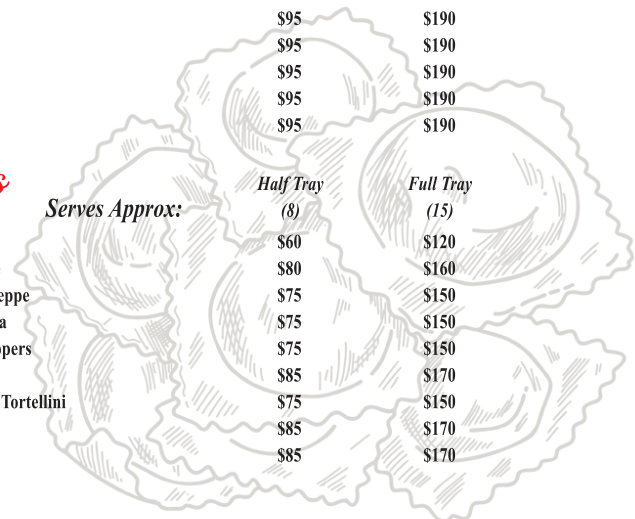 $95 $190
$95 $190
$95 $190
$95 $190
$95 $190
Half Tray Full Tray
Serves Approx: (8) (15)
$60 $120
$80 $160
eppe $75 $150
a $75 $150
ppers $75 $150
$85 $170
Tortellini $75 $150
$85 $170
$85 $170